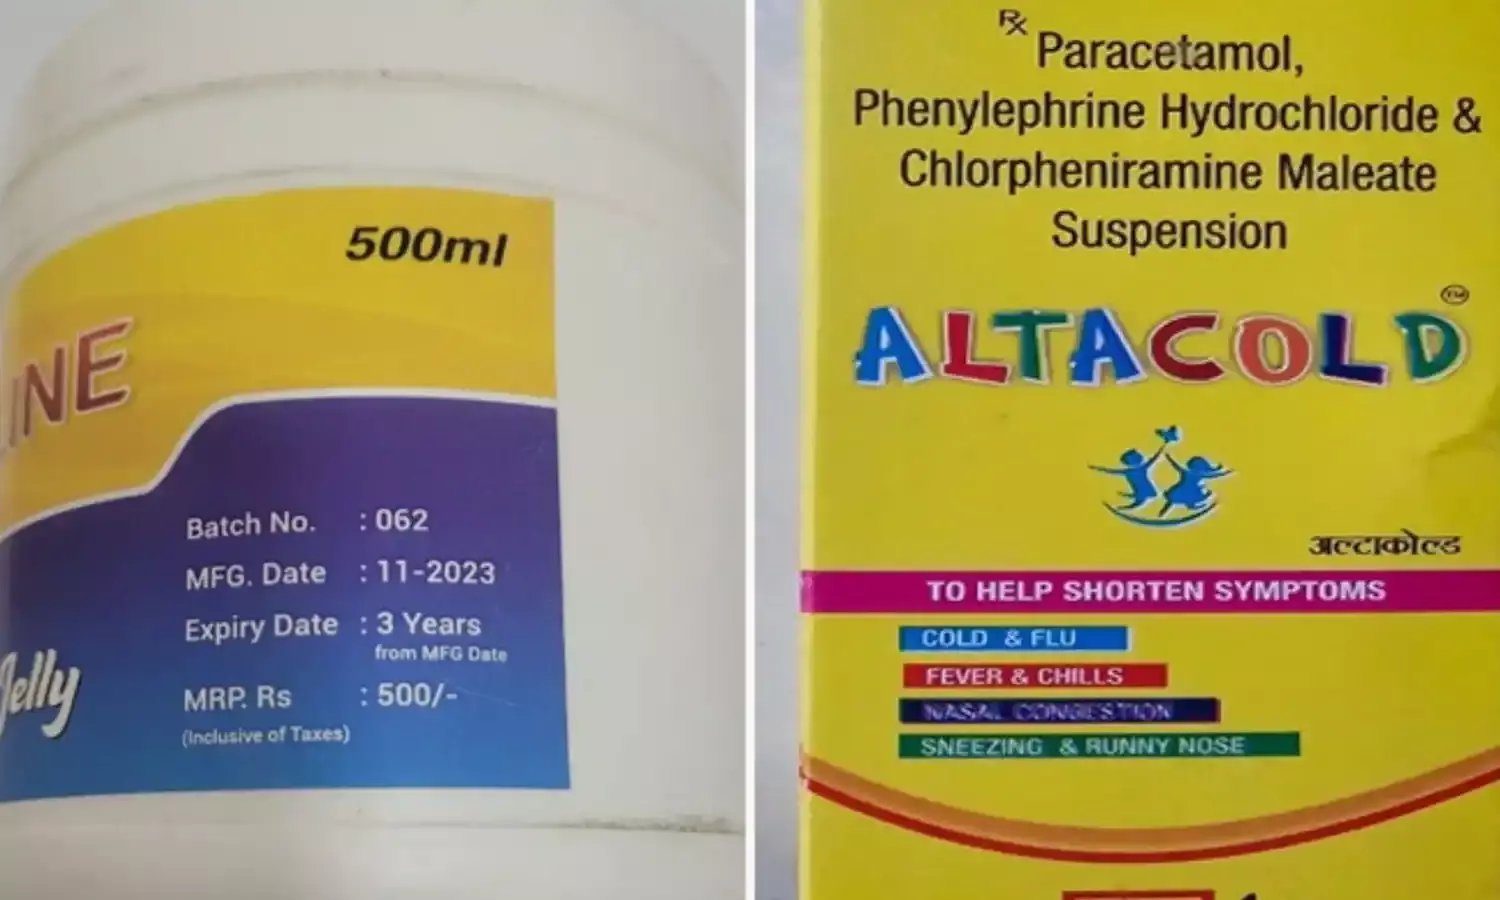 500ml
INE
Batch No. : 062
MFG. Date : 11-2023
Expiry Date : 3 Years
from MFG Date
MRP. Rs : 500/-
(Inclusive of Taxes)
Jelly
Rx
Paracetamol,
Phenylephrine Hydrochloride &
Chlorpheniramine Maleate
Suspension
ALTACOLD TM
अल्टाकोल्ड
TO HELP SHORTEN SYMPTOMS
COLD & FLU
FEVER & CHILLS
NASAL CONGESTION
SNEEZING & RUNNY NOSE